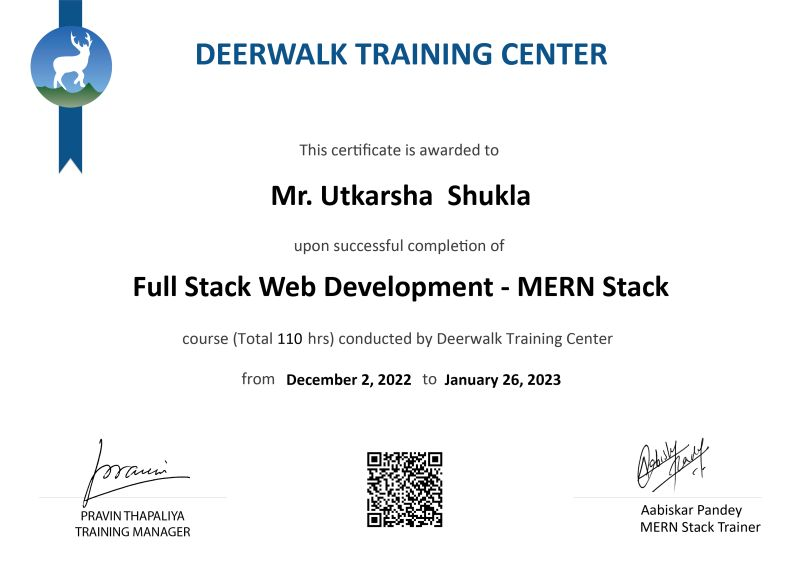 DEERWALK TRAINING CENTER
This certificate is awarded to
Mr. Utkarsha Shukla
upon successful completion of
Full Stack Web Development - MERN Stack
course (Total 110 hrs) conducted by Deerwalk Training Center
from December 2, 2022 to January 26, 2023
PRAVIN THAPALIYA
TRAINING MANAGER
Aabiskar Pandey
MERN Stack Trainer